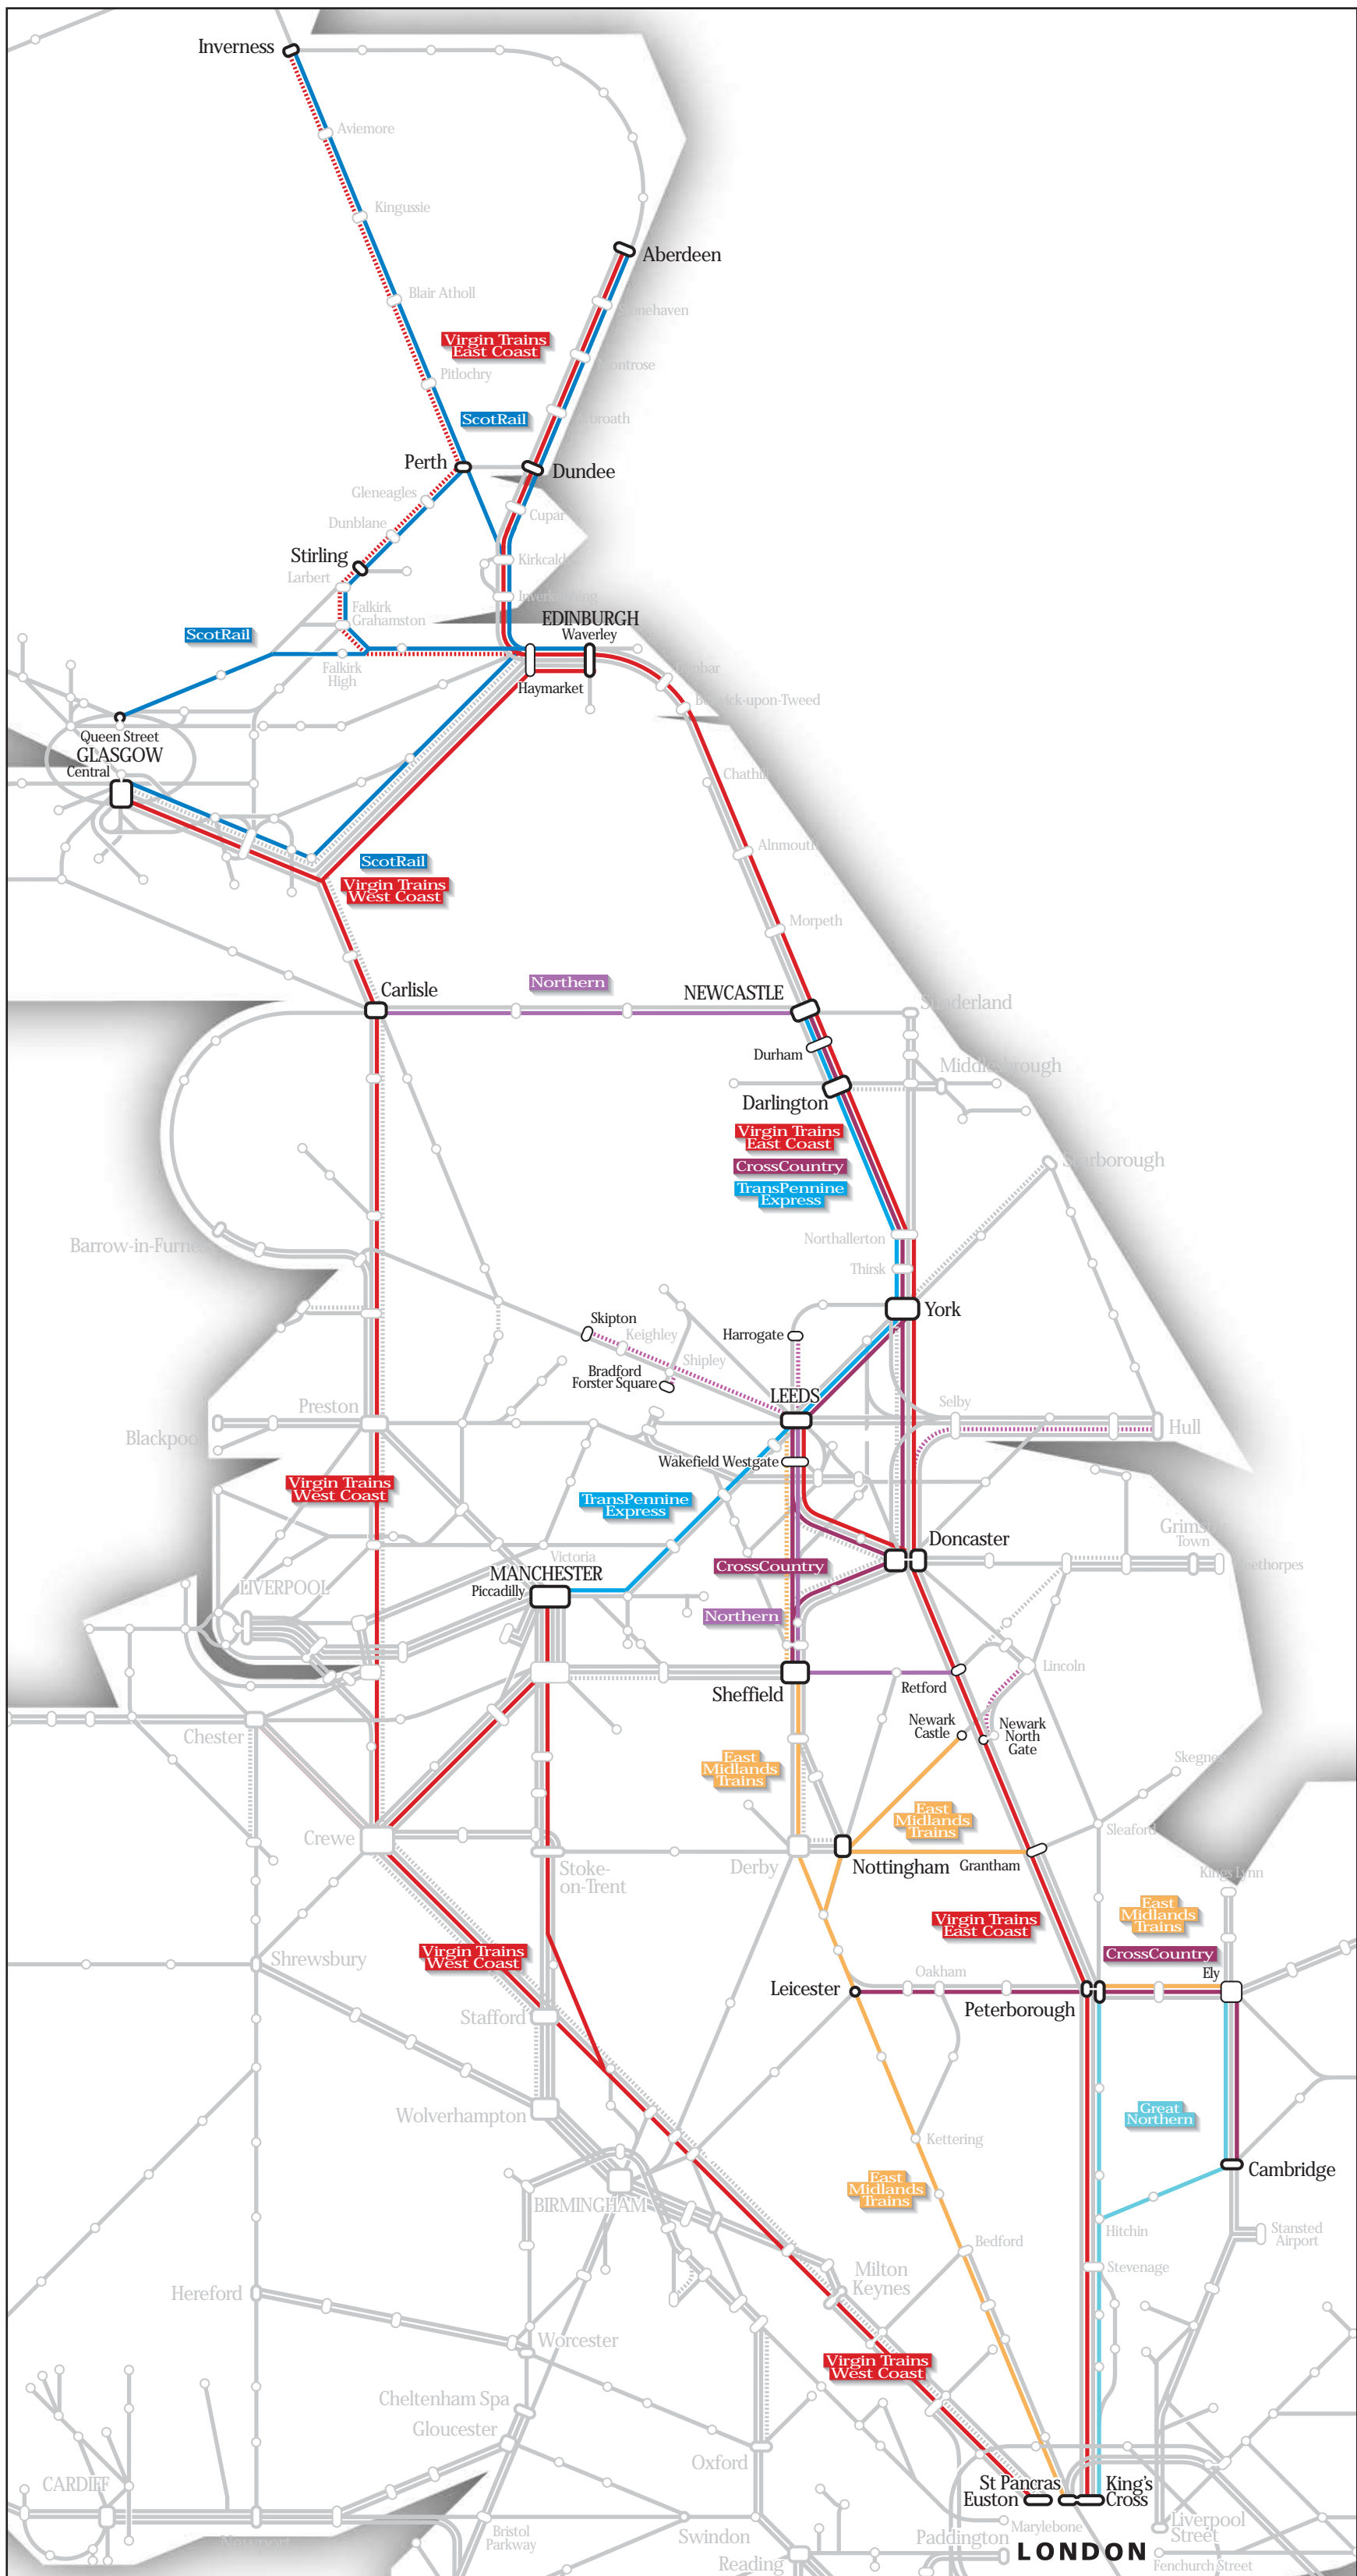 Inverness
Aviemore
Kingussie
Blair Atholl
Aberdeen
Stonehaven
Virgin Trains
East Coast
Montrose
Pitlochry
ScotRail
Arbroath
Perth
Dundee
Gleneagles
Cupar
Dunblane
Stirling
Kirkcaldy
Larbert
Inverkeithing
Falkirk
Grahamston
EDINBURGH
Waverley
ScotRail
Falkirk
High
Haymarket
Dunbar
Berwick-upon-Tweed
Queen Street
GLASGOW
Central
Chathill
Alnmouth
ScotRail
Virgin Trains
West Coast
Morpeth
Carlisle
Northern
NEWCASTLE
Sunderland
Durham
Middlesbrough
Darlington
Virgin Trains
East Coast
CrossCountry
TransPennine
Express
Scarborough
Barrow-in-Furness
Northallerton
Thirsk
York
Skipton
Keighley
Harrogate
Shipley
Bradford
Forster Square
LEEDS
Preston
Selby
Blackpool
Hull
Wakefield Westgate
Virgin Trains
West Coast
TransPennine
Express
Doncaster
Grimsby
Town
Cleethorpes
Victoria
MANCHESTER
Piccadilly
CrossCountry
LIVERPOOL
Northern
Lincoln
Sheffield
Retford
Newark
Castle
Newark
North
Gate
Chester
East
Midlands
Trains
Skegness
East
Midlands
Trains
Crewe
Sleaford
Stoke-
on-Trent
Derby
Nottingham
Grantham
Kings Lynn
Virgin Trains
East Coast
East
Midlands
Trains
Virgin Trains
West Coast
CrossCountry
Shrewsbury
Ely
Oakham
Leicester
Peterborough
Stafford
Great
Northern
Wolverhampton
Kettering
Cambridge
East
Midlands
Trains
BIRMINGHAM
Hitchin
Stansted
Airport
Bedford
Milton
Keynes
Stevenage
Hereford
Worcester
Virgin Trains
West Coast
Cheltenham Spa
Gloucester
Oxford
CARDIFF
St Pancras
Euston
King's
Cross
Newport
Bristol
Parkway
Swindon
Marylebone
Paddington
Liverpool
Street
LONDON
Reading
Fenchurch Street